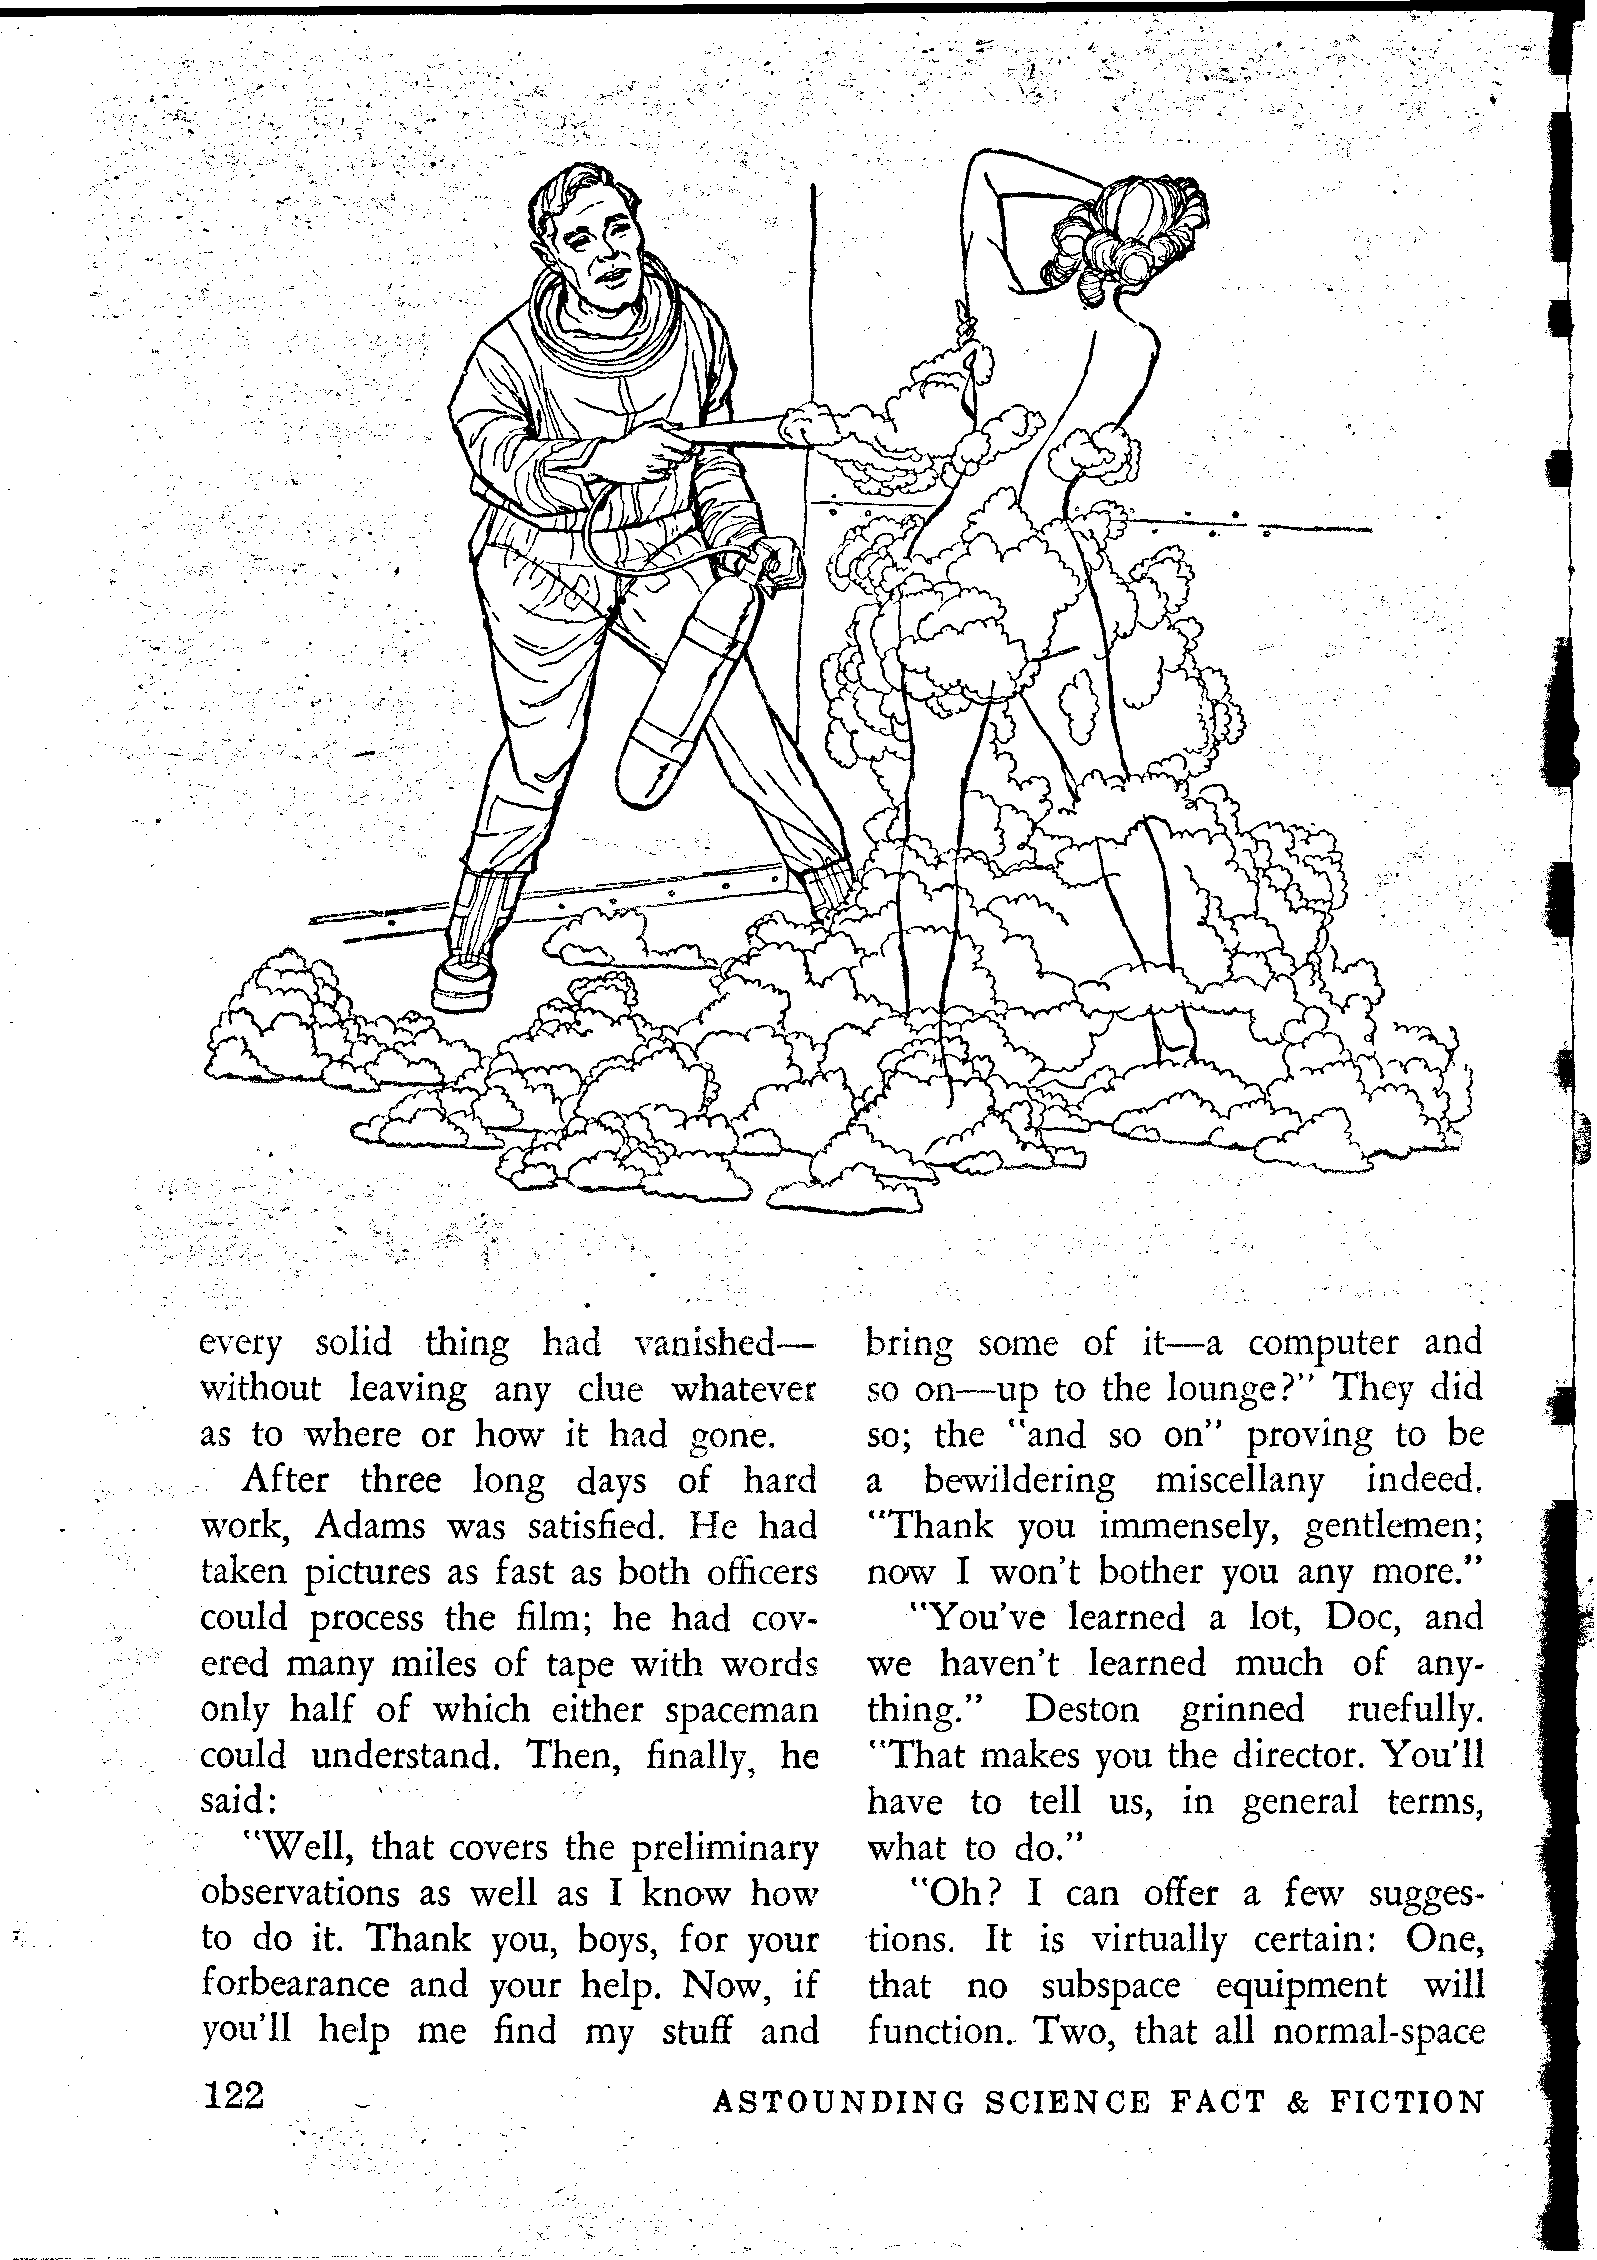 every solid thing had vanished—
without leaving any clue whatever
as to where or how it had gone.
After three long days of hard
work, Adams was satisfied. He had
taken pictures as fast as both officers
could process the film; he had cov-
ered many miles of tape with words
only half of which either spaceman
could understand. Then, finally, he
said:
"Well, that covers the preliminary
observations as well as I know how
to do it. Thank you, boys, for your
forbearance and your help. Now, if
you'll help me find my stuff and
bring some of it—a computer and
so on—up to the lounge?" They did
so; the "and so on" proving to be
a bewildering miscellany indeed.
"Thank you immensely, gentlemen;
now I won't bother you any more."
"You've learned a lot, Doc, and
we haven't learned much of any-
thing." Deston grinned ruefully.
"That makes you the director. You'll
have to tell us, in general terms,
what to do."
"Oh? I can offer a few sugges-
tions. It is virtually certain: One,
that no subspace equipment will
function. Two, that all normal-space
122
ASTOUNDING SCIENCE FACT & FICTION